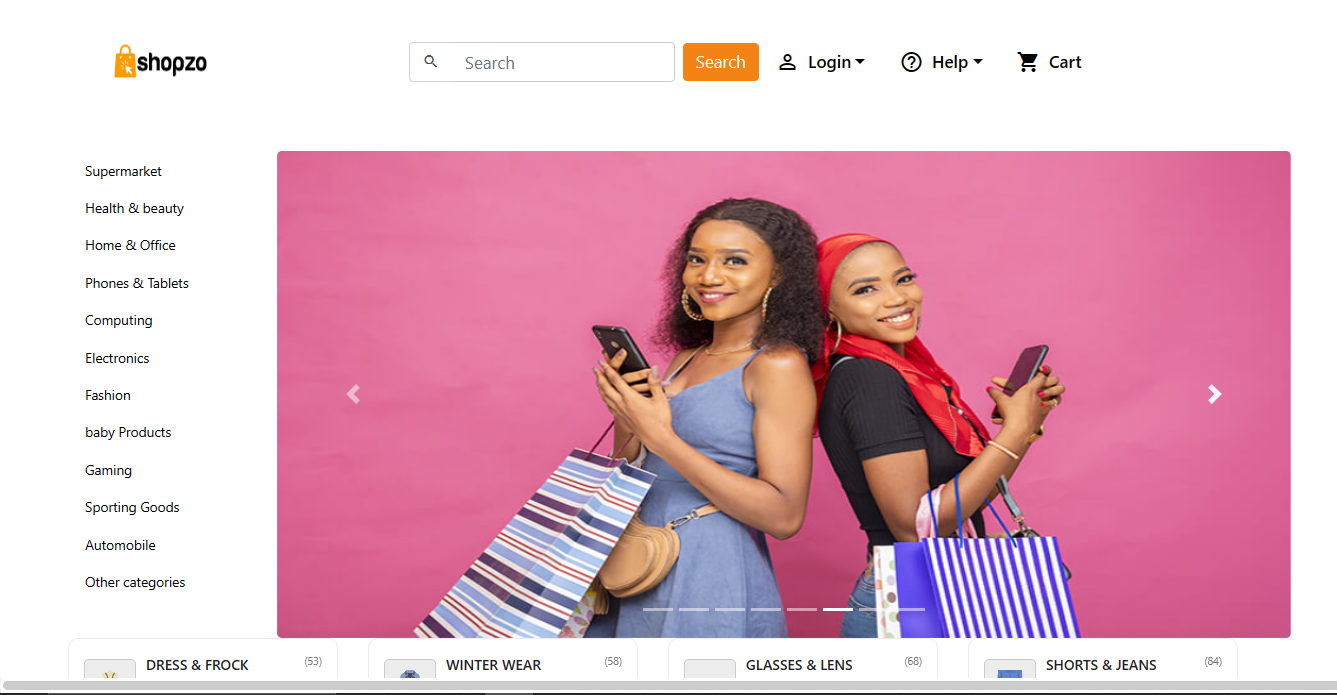 shopzo
Search
Search
Login
Help
Cart
Supermarket
Health & beauty
Home & Office
Phones & Tablets
Computing
Electronics
Fashion
baby Products
Gaming
Sporting Goods
Automobile
Other categories
DRESS & FROCK
(53)
WINTER WEAR
(58)
GLASSES & LENS
(68)
SHORTS & JEANS
(84)